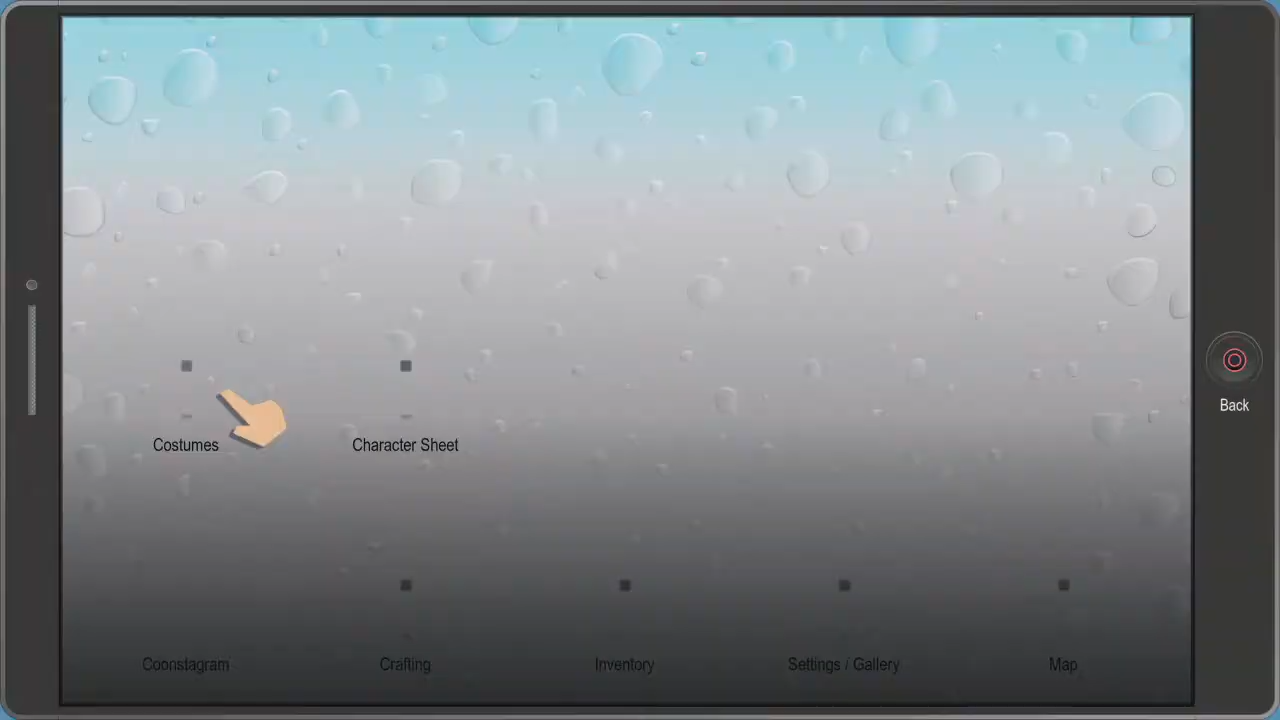 Back
Costumes
Character Sheet
Coonstagram
Crafting
Inventory
Settings / Gallery
Map